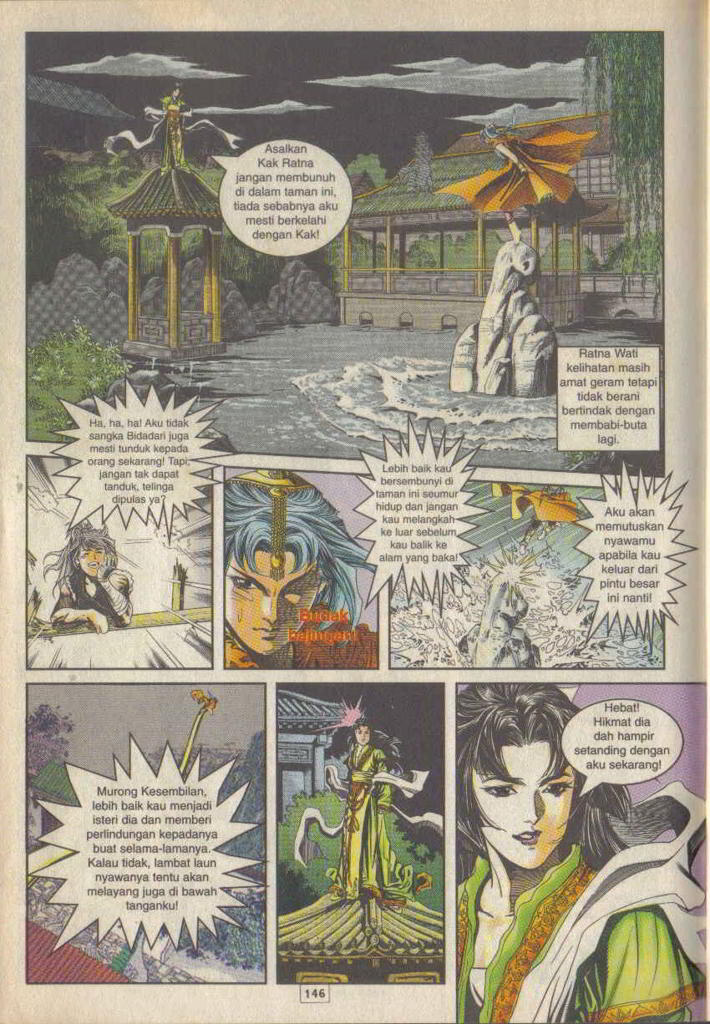 Asalkan
Kak Ratna
jangan membunuh
di dalam taman ini,
tiada sebabnya aku
mesti berkelahi
dengan Kak!
Ratna Wati
kelihatan masih
amat geram tetapi
tidak berani
bertindak dengan
membabi-buta
lagi.
Ha, ha, ha! Aku tidak
sangka Bidadari juga
mesti tunduk kepada
orang sekarang! Tapi,
jangan tak dapat
tanduk, telinga
dipulas ya?
Budak
bajingan!
Lebih baik kau
bersembunyi di
taman ini seumur
hidup dan jangan
kau melangkah
ke luar sebelum
kau balik ke
alam yang baka!
Aku akan
memutuskan
nyawamu
apabila kau
keluar dari
pintu besar
ini nanti!
Murong Kesembilan,
lebih baik kau menjadi
isteri dia dan memberi
perlindungan kepadanya
buat selama-lamanya.
Kalau tidak, lambat laun
nyawanya tentu akan
melayang juga di bawah
tanganku!
Hebat!
Hikmat dia
dah hampir
setanding dengan
aku sekarang!
146